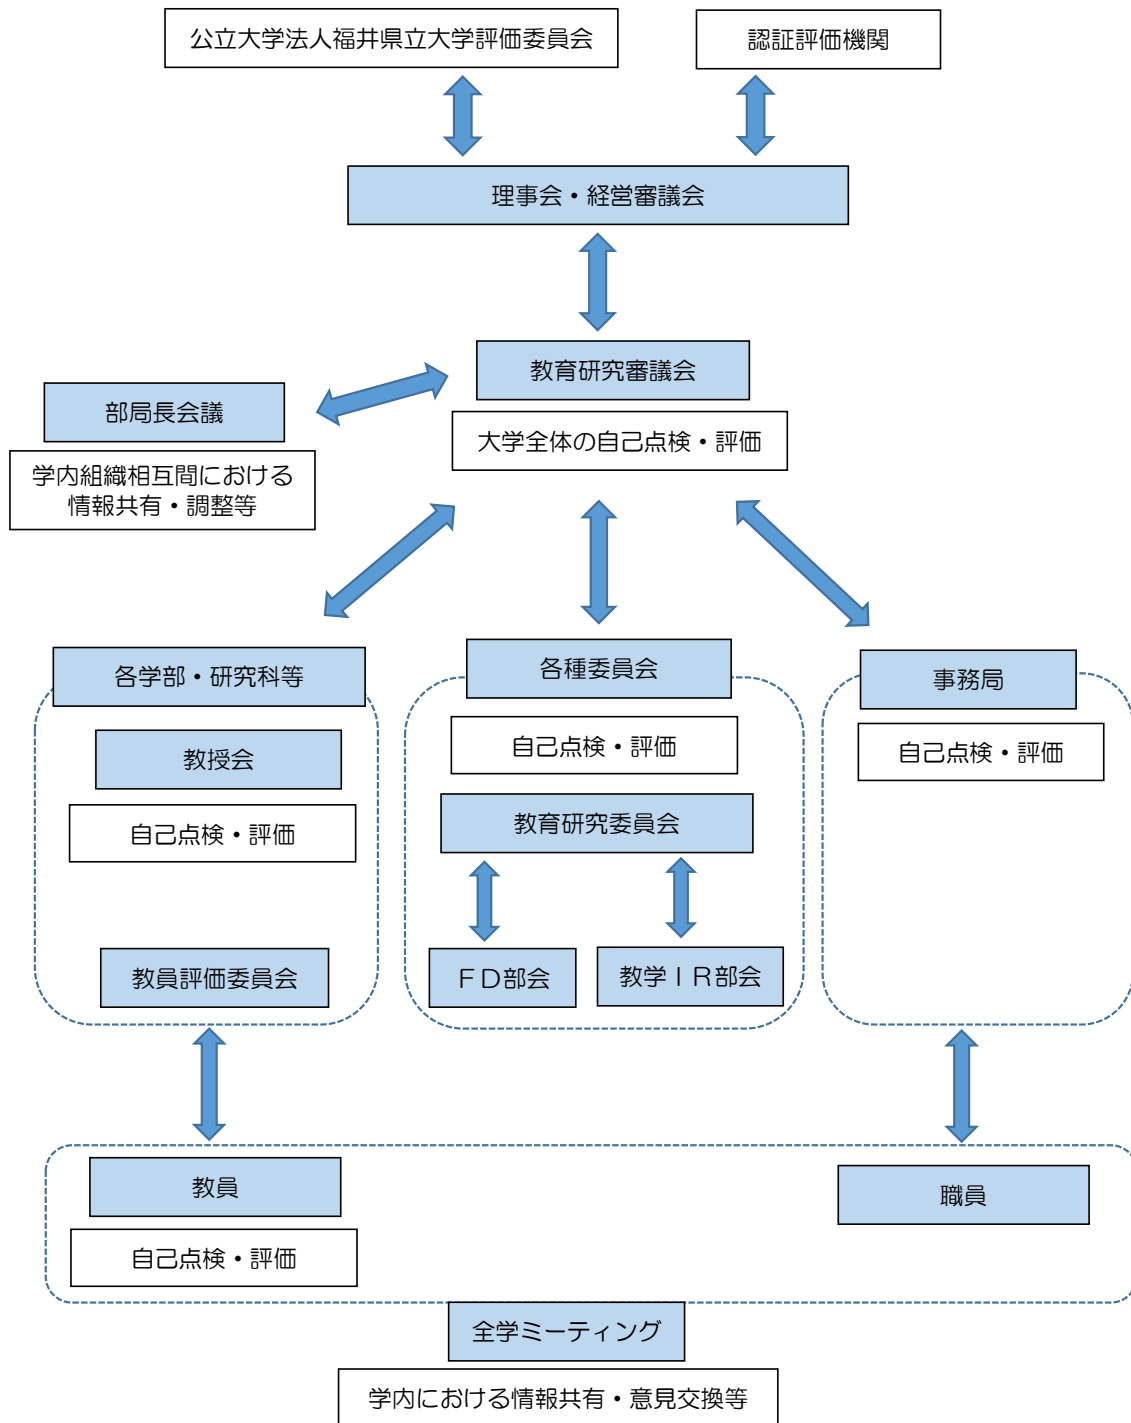 公立大学法人福井県立大学評価委員会
認証評価機関
理事会・経営審議会
教育研究審議会
大学全体の自己点検・評価
部局長会議
学内組織相互間における
情報共有・調整等
各学部・研究科等
教授会
自己点検・評価
教員評価委員会
各種委員会
自己点検・評価
教育研究委員会
ＦＤ部会
教学ＩＲ部会
事務局
自己点検・評価
教員
自己点検・評価
職員
全学ミーティング
学内における情報共有・意見交換等